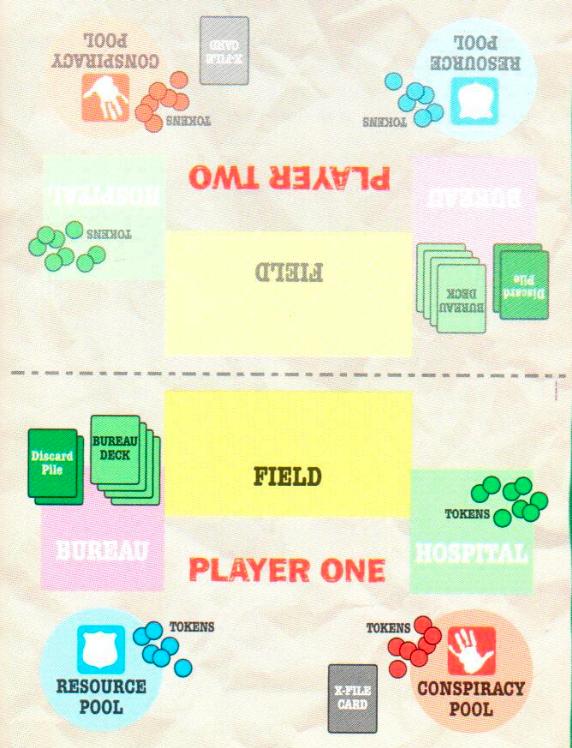 CONSPIRACY
POOL
X-FILE
CARD
RESOURCE
POOL
TOKENS
TOKENS
PLAYER TWO
HOSPITAL
BUREAU
TOKENS
FIELD
BUREAU
DECK
Discard
Pile
Discard
Pile
BUREAU
DECK
FIELD
TOKENS
BUREAU
PLAYER ONE
HOSPITAL
TOKENS
TOKENS
RESOURCE
POOL
X-FILE
CARD
CONSPIRACY
POOL